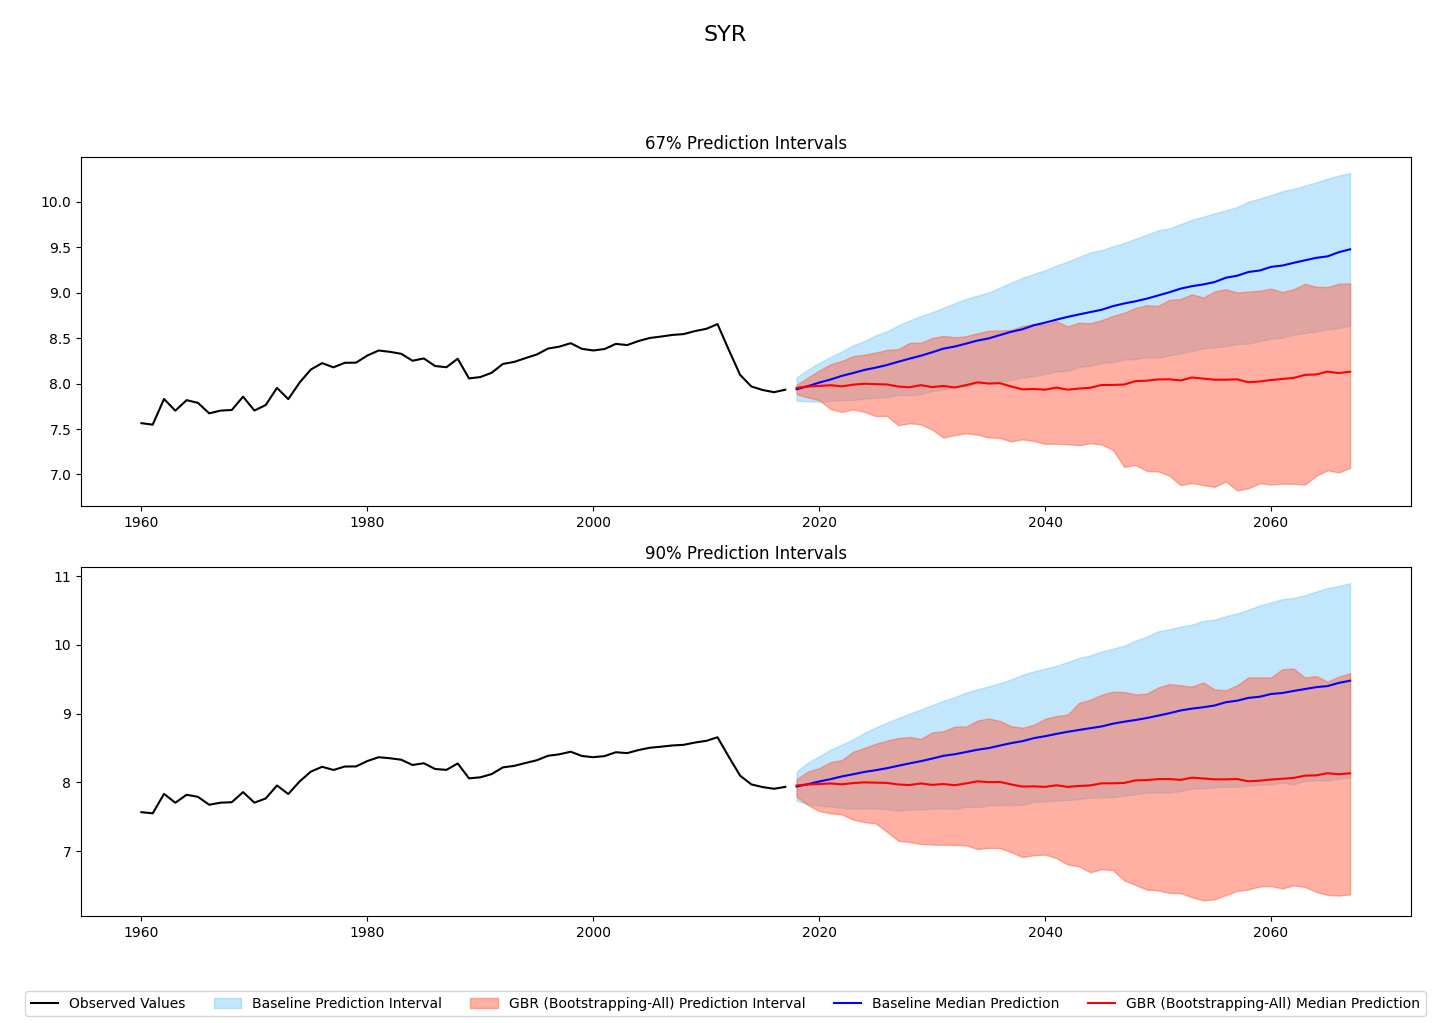 SYR
67% Prediction Intervals
10.0
9.5
9.0
8.5
8.0
7.5
7.0
1960 1980 2000 2020 2040 2060
90% Prediction Intervals
11
10
9
8
7
1960 1980 2000 2020 2040 2060
Observed Values Baseline Prediction Interval GBR (Bootstrapping-All) Prediction Interval Baseline Median Prediction GBR (Bootstrapping-All) Median Prediction